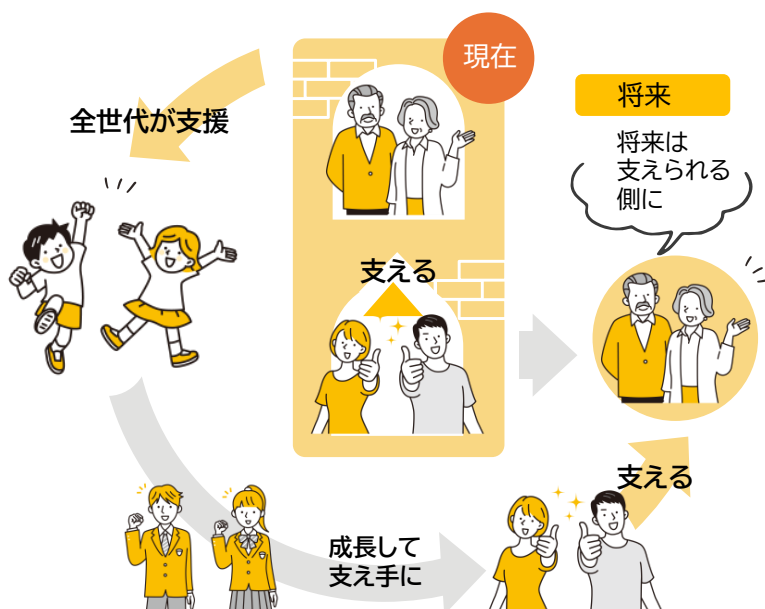 現在
将来
全世代が支援
将来は
支えられる
側に
支える
支える
成長して
支え手に